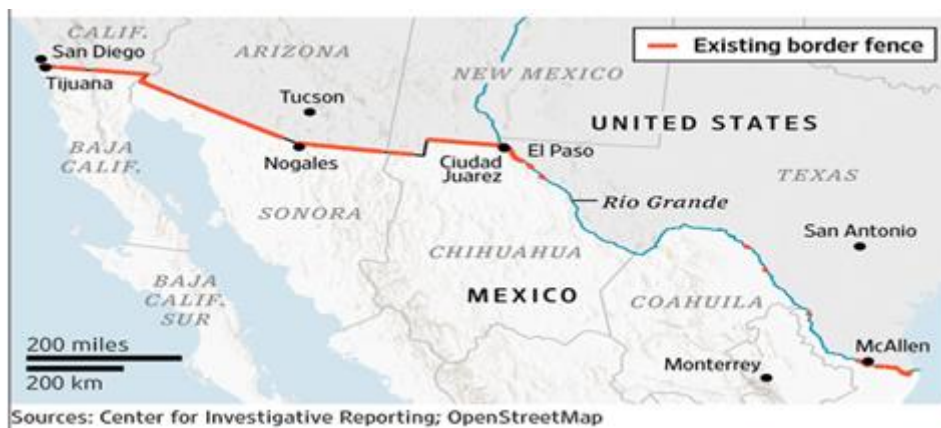 CALIF.
San Diego
Tijuana
ARIZONA
Tucson
Nogales
NEW MEXICO
Existing border fence
UNITED STATES
El Paso
Ciudad
Juarez
TEXAS
BAJA
CALIF.
SONORA
Rio Grande
San Antonio
CHIHUAHUA
MEXICO
COAHUILA
BAJA
CALIF.
SUR
McAllen
Monterrey
200 miles
200 km
Sources: Center for Investigative Reporting; OpenStreetMap